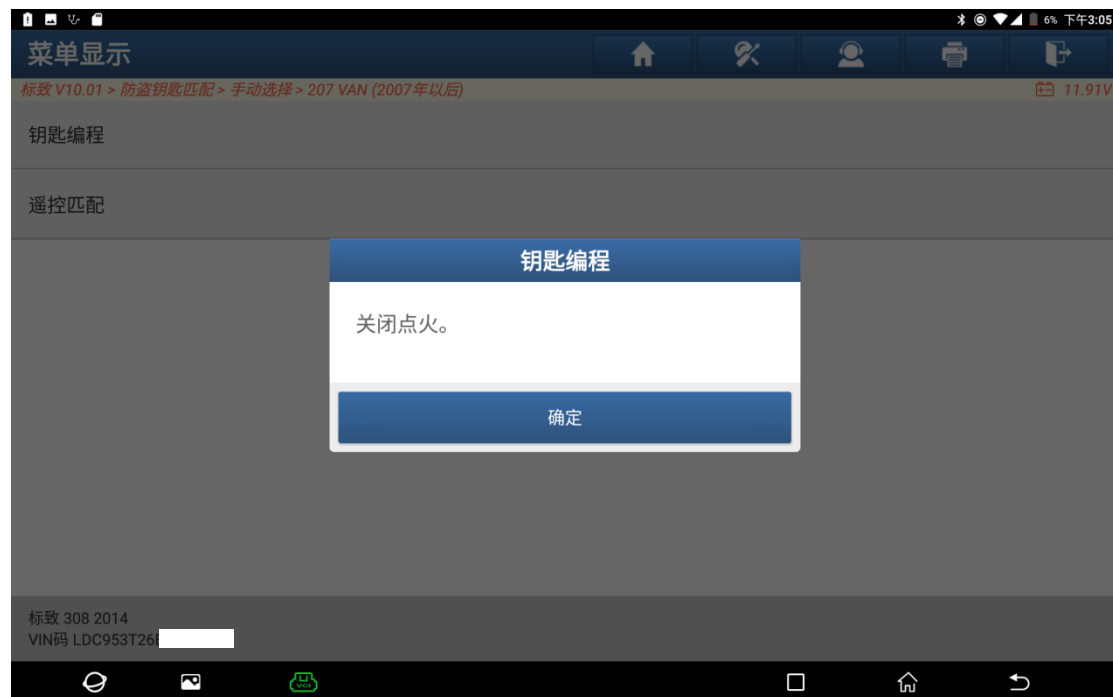 6% 下午3:05
菜单显示
标致 V10.01 > 防盗钥匙匹配 > 手动选择 > 207 VAN (2007年以后)
11.91V
钥匙编程
遥控匹配
钥匙编程
关闭点火。
确定
标致 308 2014
VIN码 LDC953T26
VCI